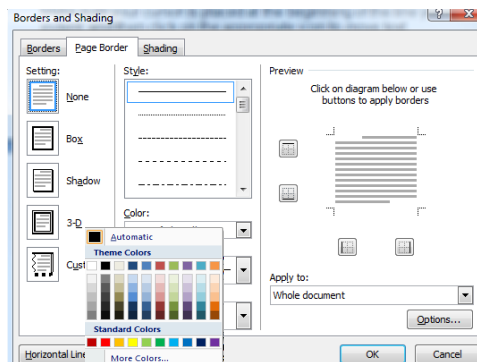 Borders and Shading
Borders
Page Border
Shading
Setting:
None
Box
Shadow
3-D
Style:
Color:
Automatic
Theme Colors
Standard Colors
More Colors...
Preview
Click on diagram below or use
buttons to apply borders
Apply to:
Whole document
Options...
Horizontal Line
OK
Cancel